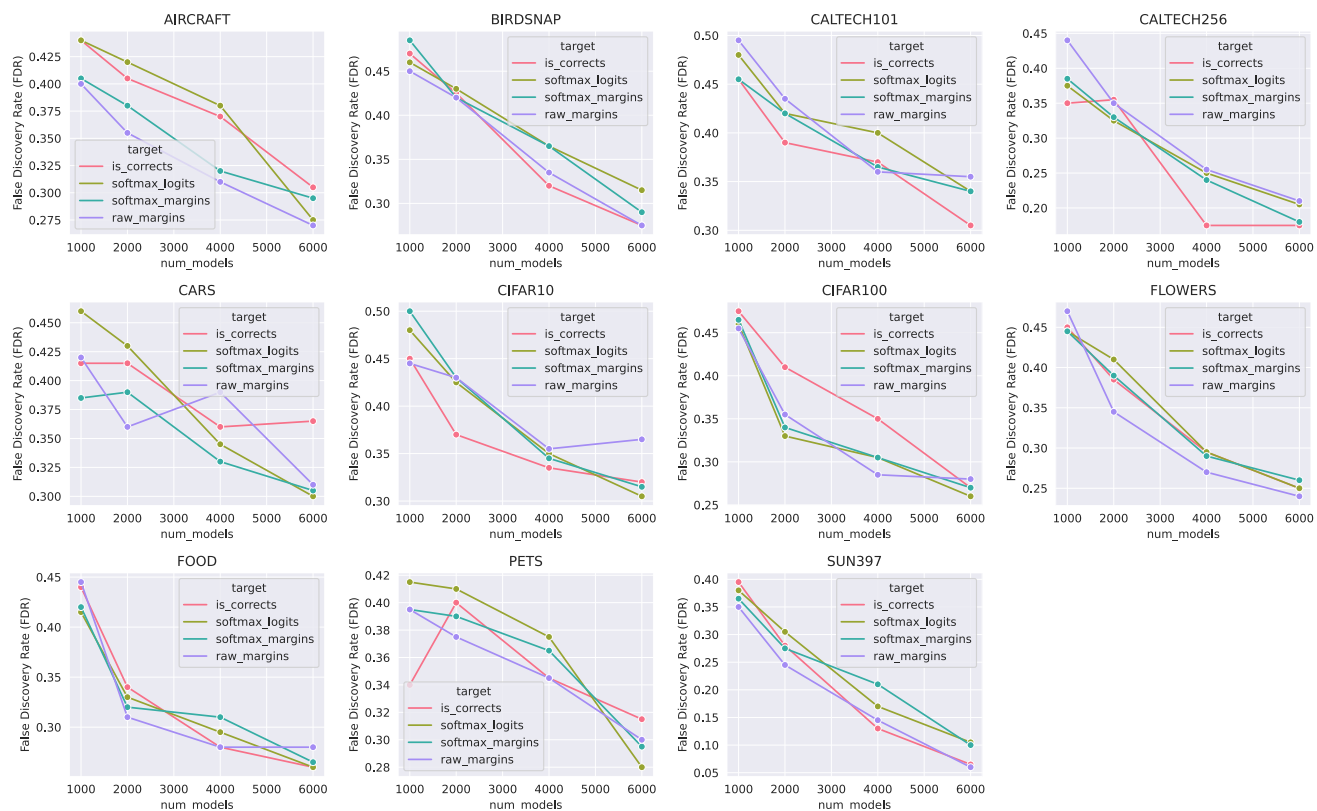 AIRCRAFT
False Discovery Rate (FDR)
0.425
0.400
0.375
0.350
0.325
0.300
0.275
target
is_corrects
softmax_logits
softmax_margins
raw_margins
1000 2000 3000 4000 5000 6000
num_models
BIRDSNAP
False Discovery Rate (FDR)
0.45
0.40
0.35
0.30
target
is_corrects
softmax_logits
softmax_margins
raw_margins
1000 2000 3000 4000 5000 6000
num_models
CALTECH101
False Discovery Rate (FDR)
0.50
0.45
0.40
0.35
0.30
target
is_corrects
softmax_logits
softmax_margins
raw_margins
1000 2000 3000 4000 5000 6000
num_models
CALTECH256
False Discovery Rate (FDR)
0.45
0.40
0.35
0.30
0.25
0.20
target
is_corrects
softmax_logits
softmax_margins
raw_margins
1000 2000 3000 4000 5000 6000
num_models
CARS
False Discovery Rate (FDR)
0.450
0.425
0.400
0.375
0.350
0.325
0.300
target
is_corrects
softmax_logits
softmax_margins
raw_margins
1000 2000 3000 4000 5000 6000
num_models
CIFAR10
False Discovery Rate (FDR)
0.50
0.45
0.40
0.35
0.30
target
is_corrects
softmax_logits
softmax_margins
raw_margins
1000 2000 3000 4000 5000 6000
num_models
CIFAR100
False Discovery Rate (FDR)
0.45
0.40
0.35
0.30
0.25
target
is_corrects
softmax_logits
softmax_margins
raw_margins
1000 2000 3000 4000 5000 6000
num_models
FLOWERS
False Discovery Rate (FDR)
0.45
0.40
0.35
0.30
0.25
target
is_corrects
softmax_logits
softmax_margins
raw_margins
1000 2000 3000 4000 5000 6000
num_models
FOOD
False Discovery Rate (FDR)
0.45
0.40
0.35
0.30
target
is_corrects
softmax_logits
softmax_margins
raw_margins
1000 2000 3000 4000 5000 6000
num_models
PETS
False Discovery Rate (FDR)
0.42
0.40
0.38
0.36
0.34
0.32
0.30
0.28
target
is_corrects
softmax_logits
softmax_margins
raw_margins
1000 2000 3000 4000 5000 6000
num_models
SUN397
False Discovery Rate (FDR)
0.40
0.35
0.30
0.25
0.20
0.15
0.10
0.05
target
is_corrects
softmax_logits
softmax_margins
raw_margins
1000 2000 3000 4000 5000 6000
num_models